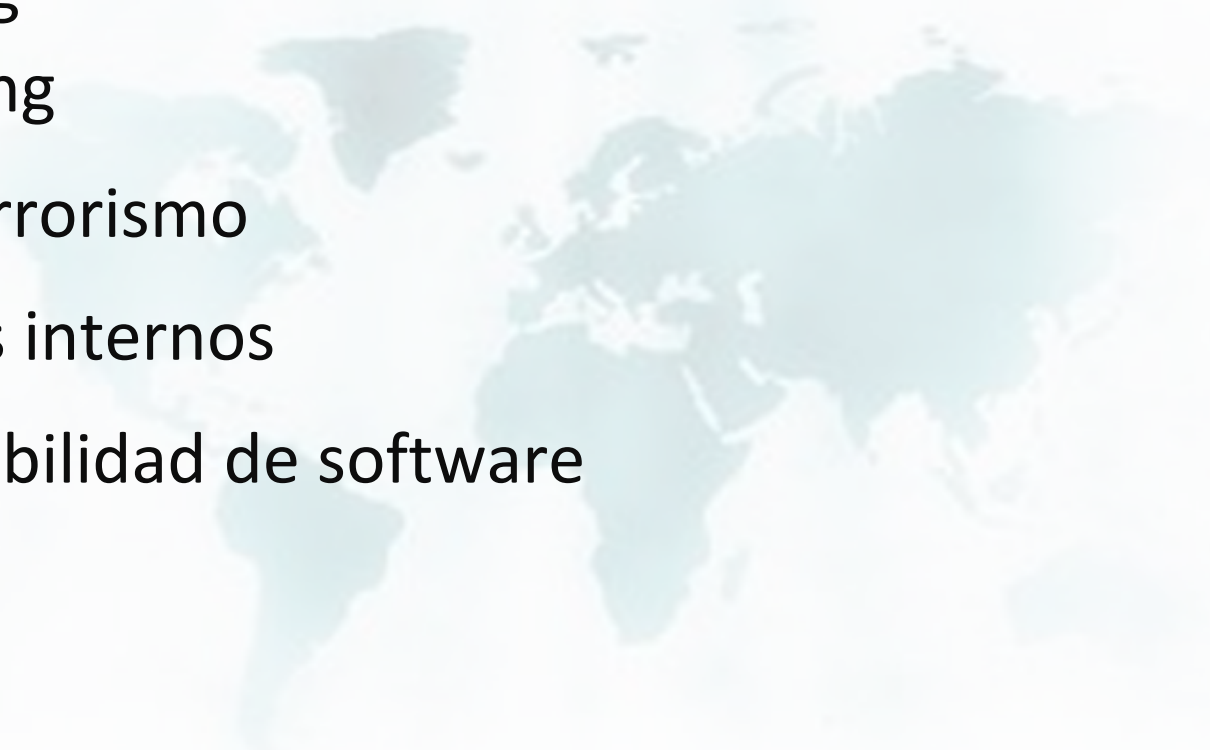 g
ng
rrorismo
s internos
bilidad de software